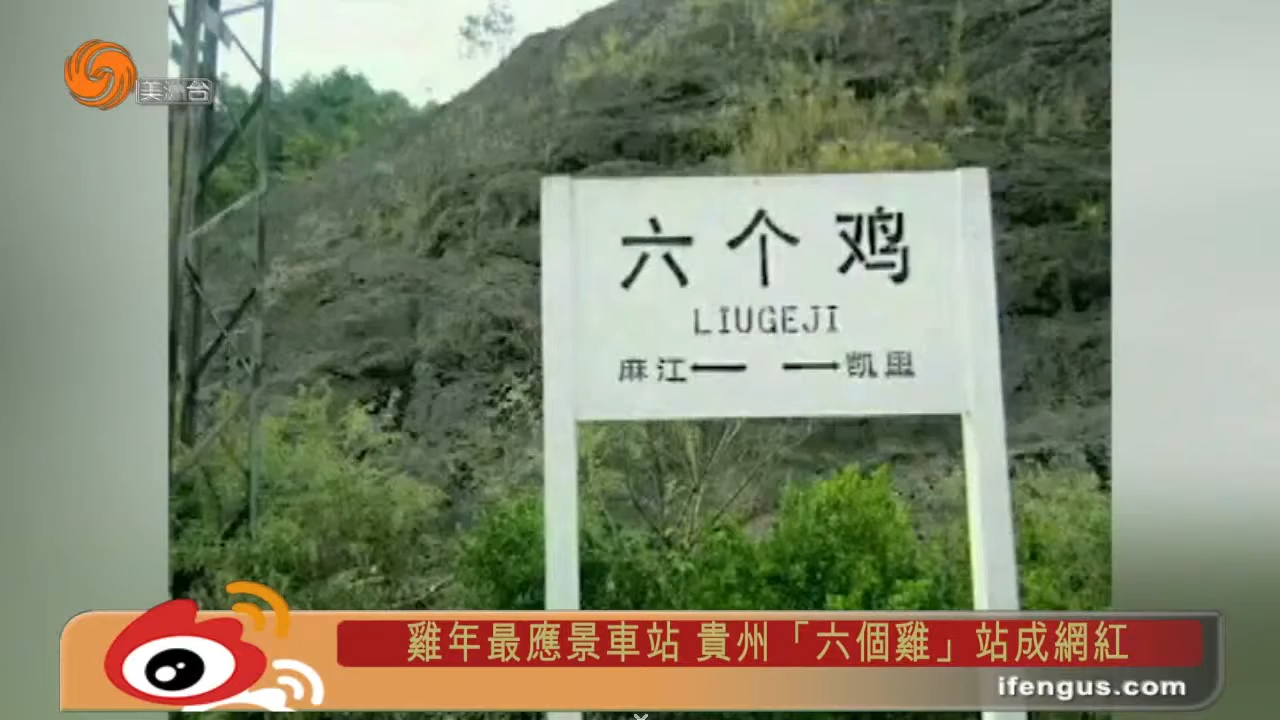 美洲台
六个鸡
LIUGEJI
麻江 凯里
雞年最應景車站 貴州「六個雞」站成網紅
ifengus.com